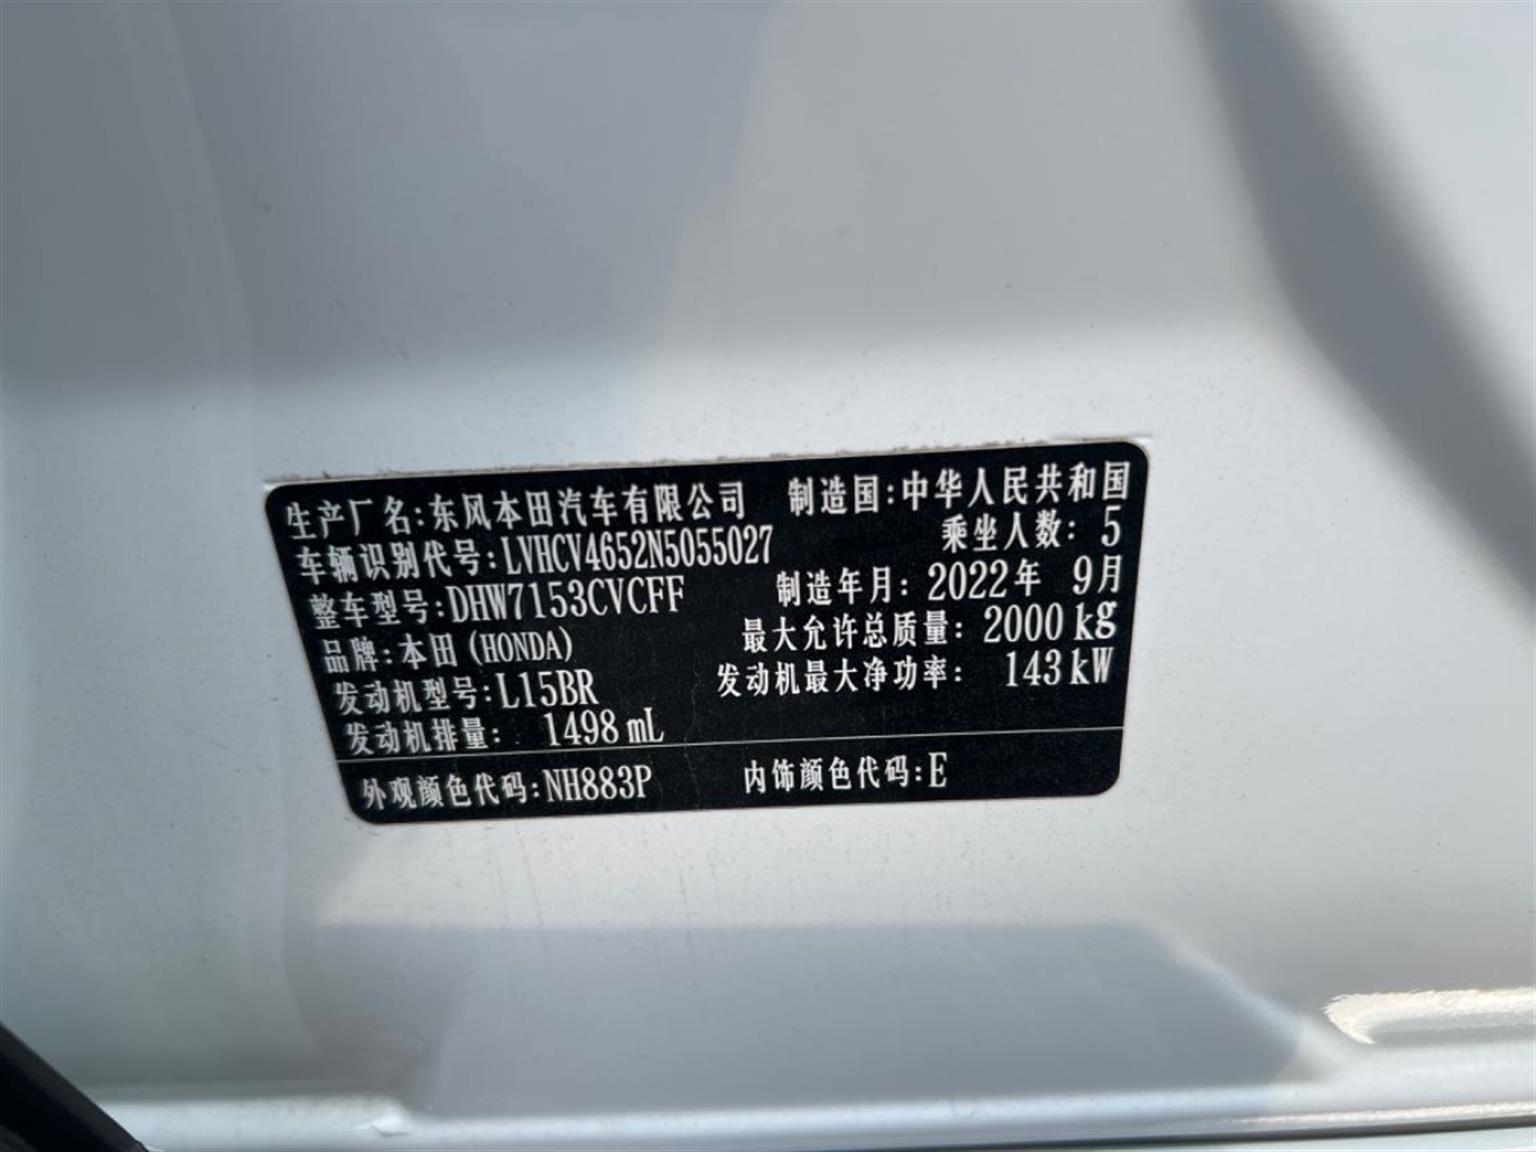 生产厂名:东风本田汽车有限公司 制造国:中华人民共和国
车辆识别代号:LVHCV4652N5055027 乘坐人数: 5
整车型号:DHW7153CVCFF 制造年月: 2022年 9月
品牌:本田(HONDA) 最大允许总质量: 2000 kg
发动机型号:L15BR 发动机最大净功率: 143 kW
发动机排量: 1498 mL
外观颜色代码:NH883P 内饰颜色代码:E